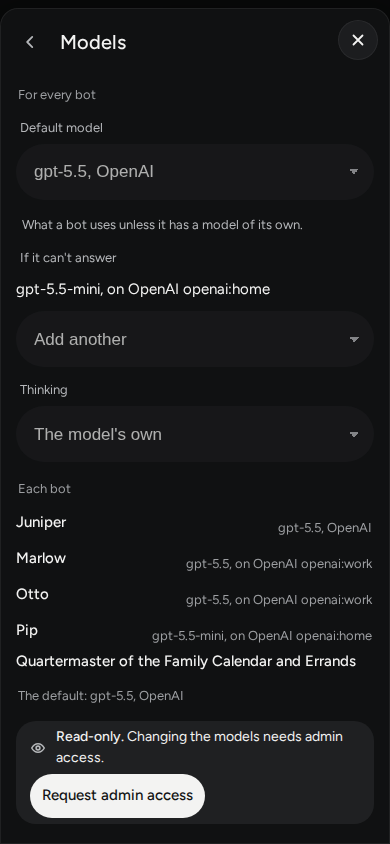 Models
For every bot
Default model
gpt-5.5, OpenAI
What a bot uses unless it has a model of its own.
If it can't answer
gpt-5.5-mini, on OpenAI openai:home
Add another
Thinking
The model's own
Each bot
Juniper
gpt-5.5, OpenAI
Marlow
gpt-5.5, on OpenAI openai:work
Otto
gpt-5.5, on OpenAI openai:work
Pip
gpt-5.5-mini, on OpenAI openai:home
Quartermaster of the Family Calendar and Errands
The default: gpt-5.5, OpenAI
Read-only. Changing the models needs admin
access.
Request admin access